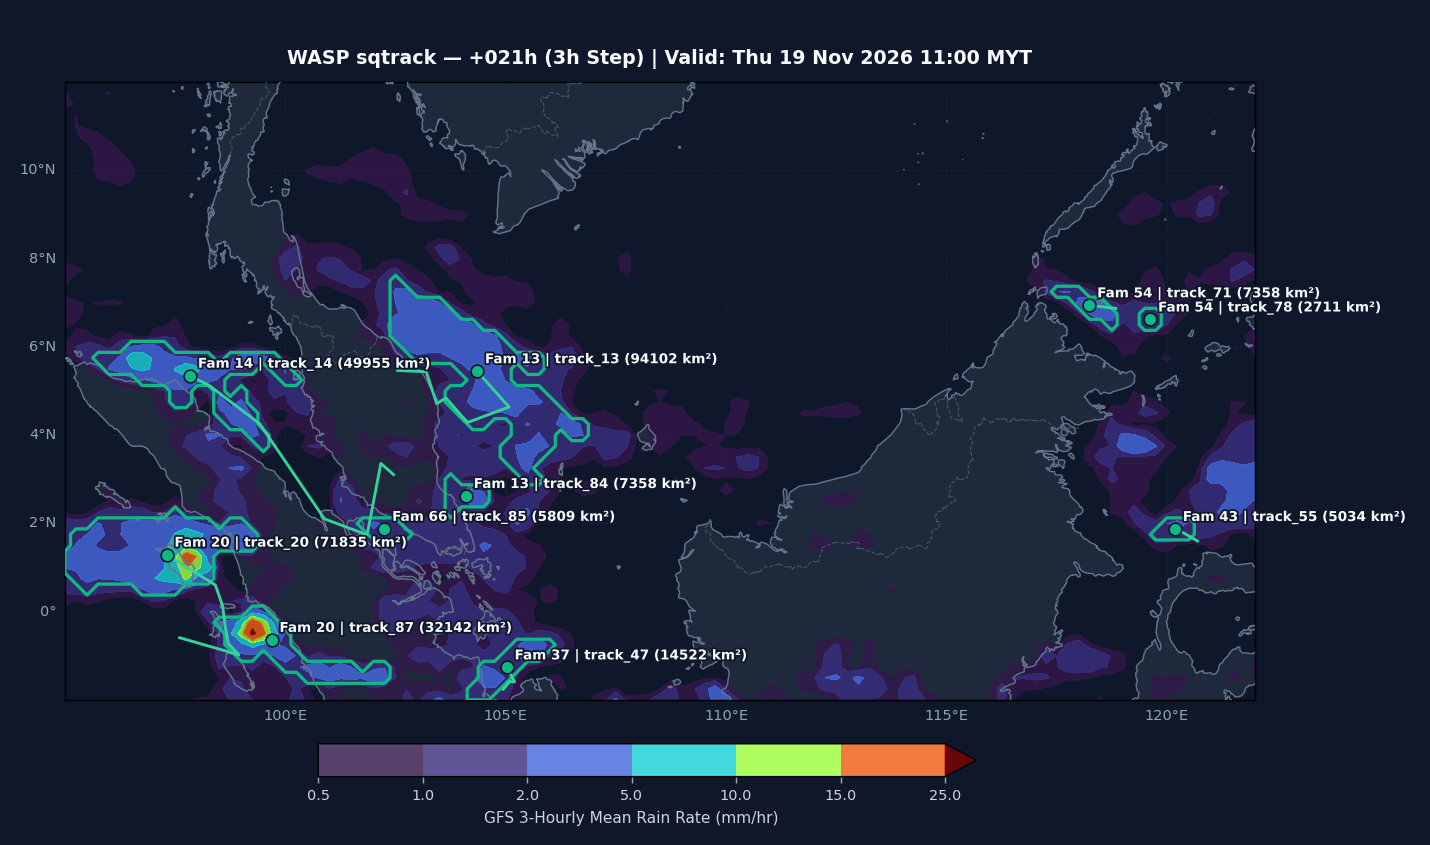 WASP sqtrack — +021h (3h Step) | Valid: Thu 19 Nov 2026 11:00 MYT
10°N
8°N
6°N
4°N
2°N
0°
Fam 54 | track_71 (7358 km²)
Fam 54 | track_78 (2711 km²)
Fam 14 | track_14 (49955 km²)
Fam 13 | track_13 (94102 km²)
Fam 13 | track_84 (7358 km²)
Fam 66 | track_85 (5809 km²)
Fam 43 | track_55 (5034 km²)
Fam 20 | track_20 (71835 km²)
Fam 20 | track_87 (32142 km²)
Fam 37 | track_47 (14522 km²)
100°E 105°E 110°E 115°E 120°E
0.5 1.0 2.0 5.0 10.0 15.0 25.0
GFS 3-Hourly Mean Rain Rate (mm/hr)